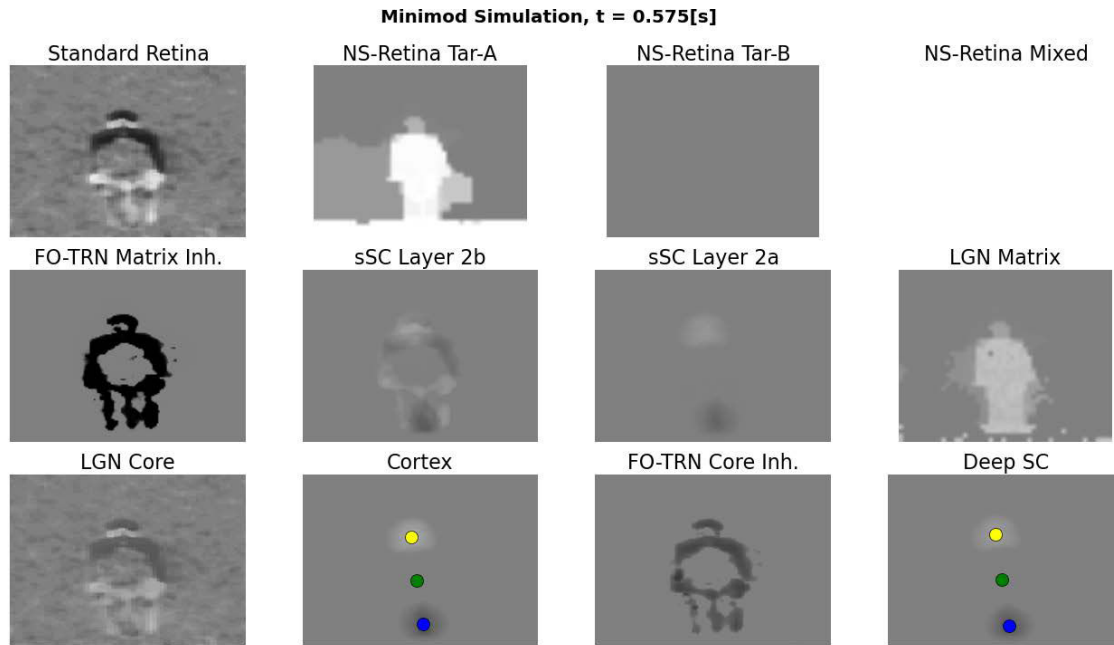 Minimod Simulation, t = 0.575[s]
Standard Retina
NS-Retina Tar-A
NS-Retina Tar-B
NS-Retina Mixed
FO-TRN Matrix Inh.
sSC Layer 2b
sSC Layer 2a
LGN Matrix
LGN Core
Cortex
FO-TRN Core Inh.
Deep SC